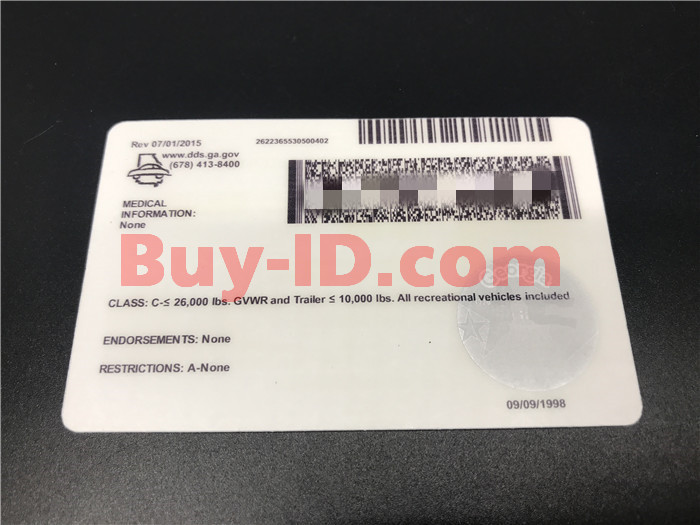 Rev 07/01/2015
2622365530500402
www.dds.ga.gov
(678) 413-8400
MEDICAL
INFORMATION:
None
Buy-ID.com
Georgia
CLASS: C-≤ 26,000 lbs. GVWR and Trailer ≤ 10,000 lbs. All recreational vehicles included
ENDORSEMENTS: None
RESTRICTIONS: A-None
09/09/1998